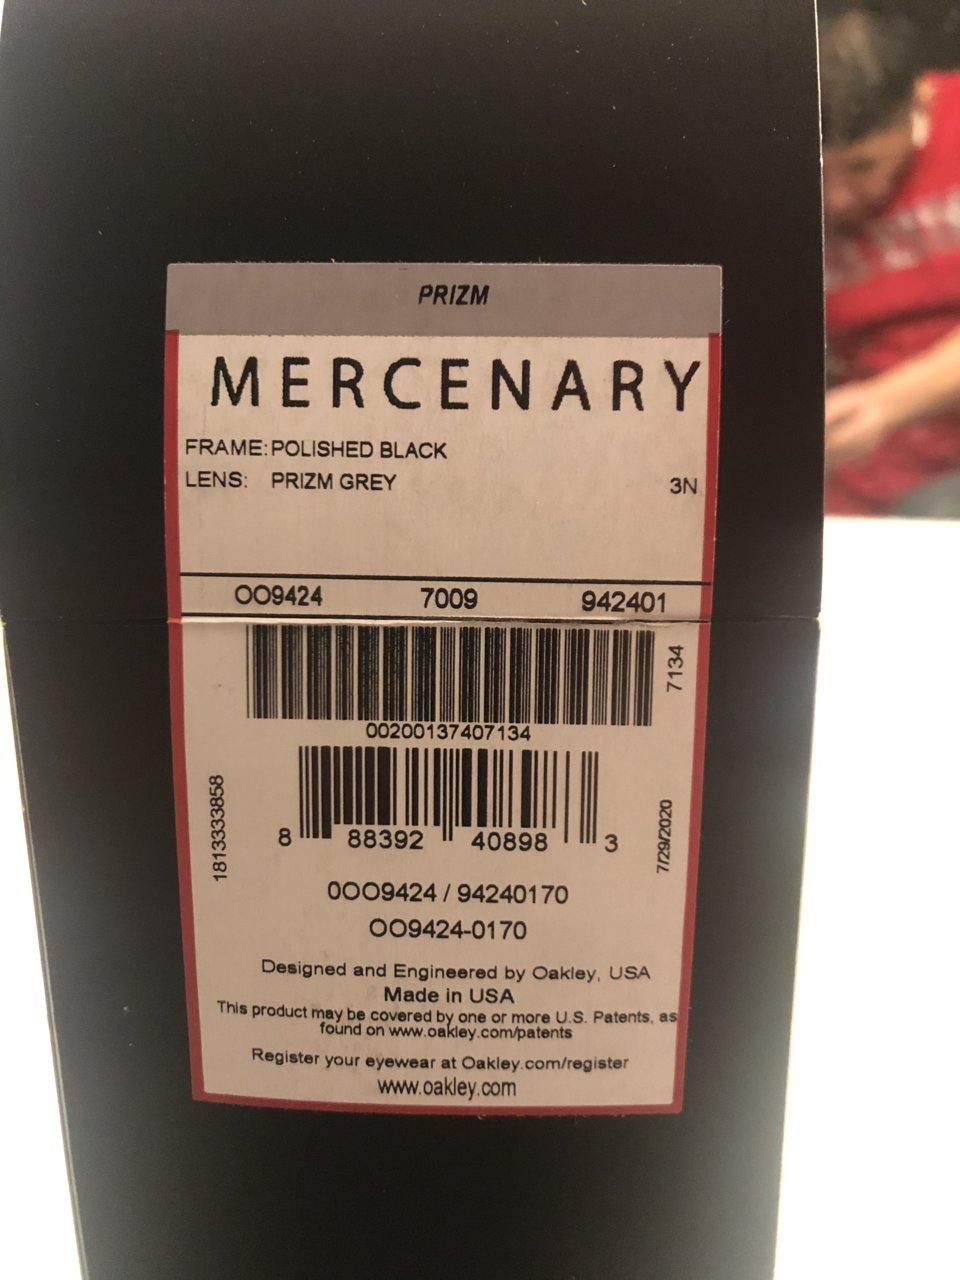 PRIZM
MERCENARY
FRAME: POLISHED BLACK
LENS: PRIZM GREY 3N
OO9424 7009 942401
7134
00200137407134
1813333858
8 88392 40898 3
7/29/2020
0OO9424 / 94240170
OO9424-0170
Designed and Engineered by Oakley, USA
Made in USA
This product may be covered by one or more U.S. Patents, as
found on www.oakley.com/patents
Register your eyewear at Oakley.com/register
www.oakley.com